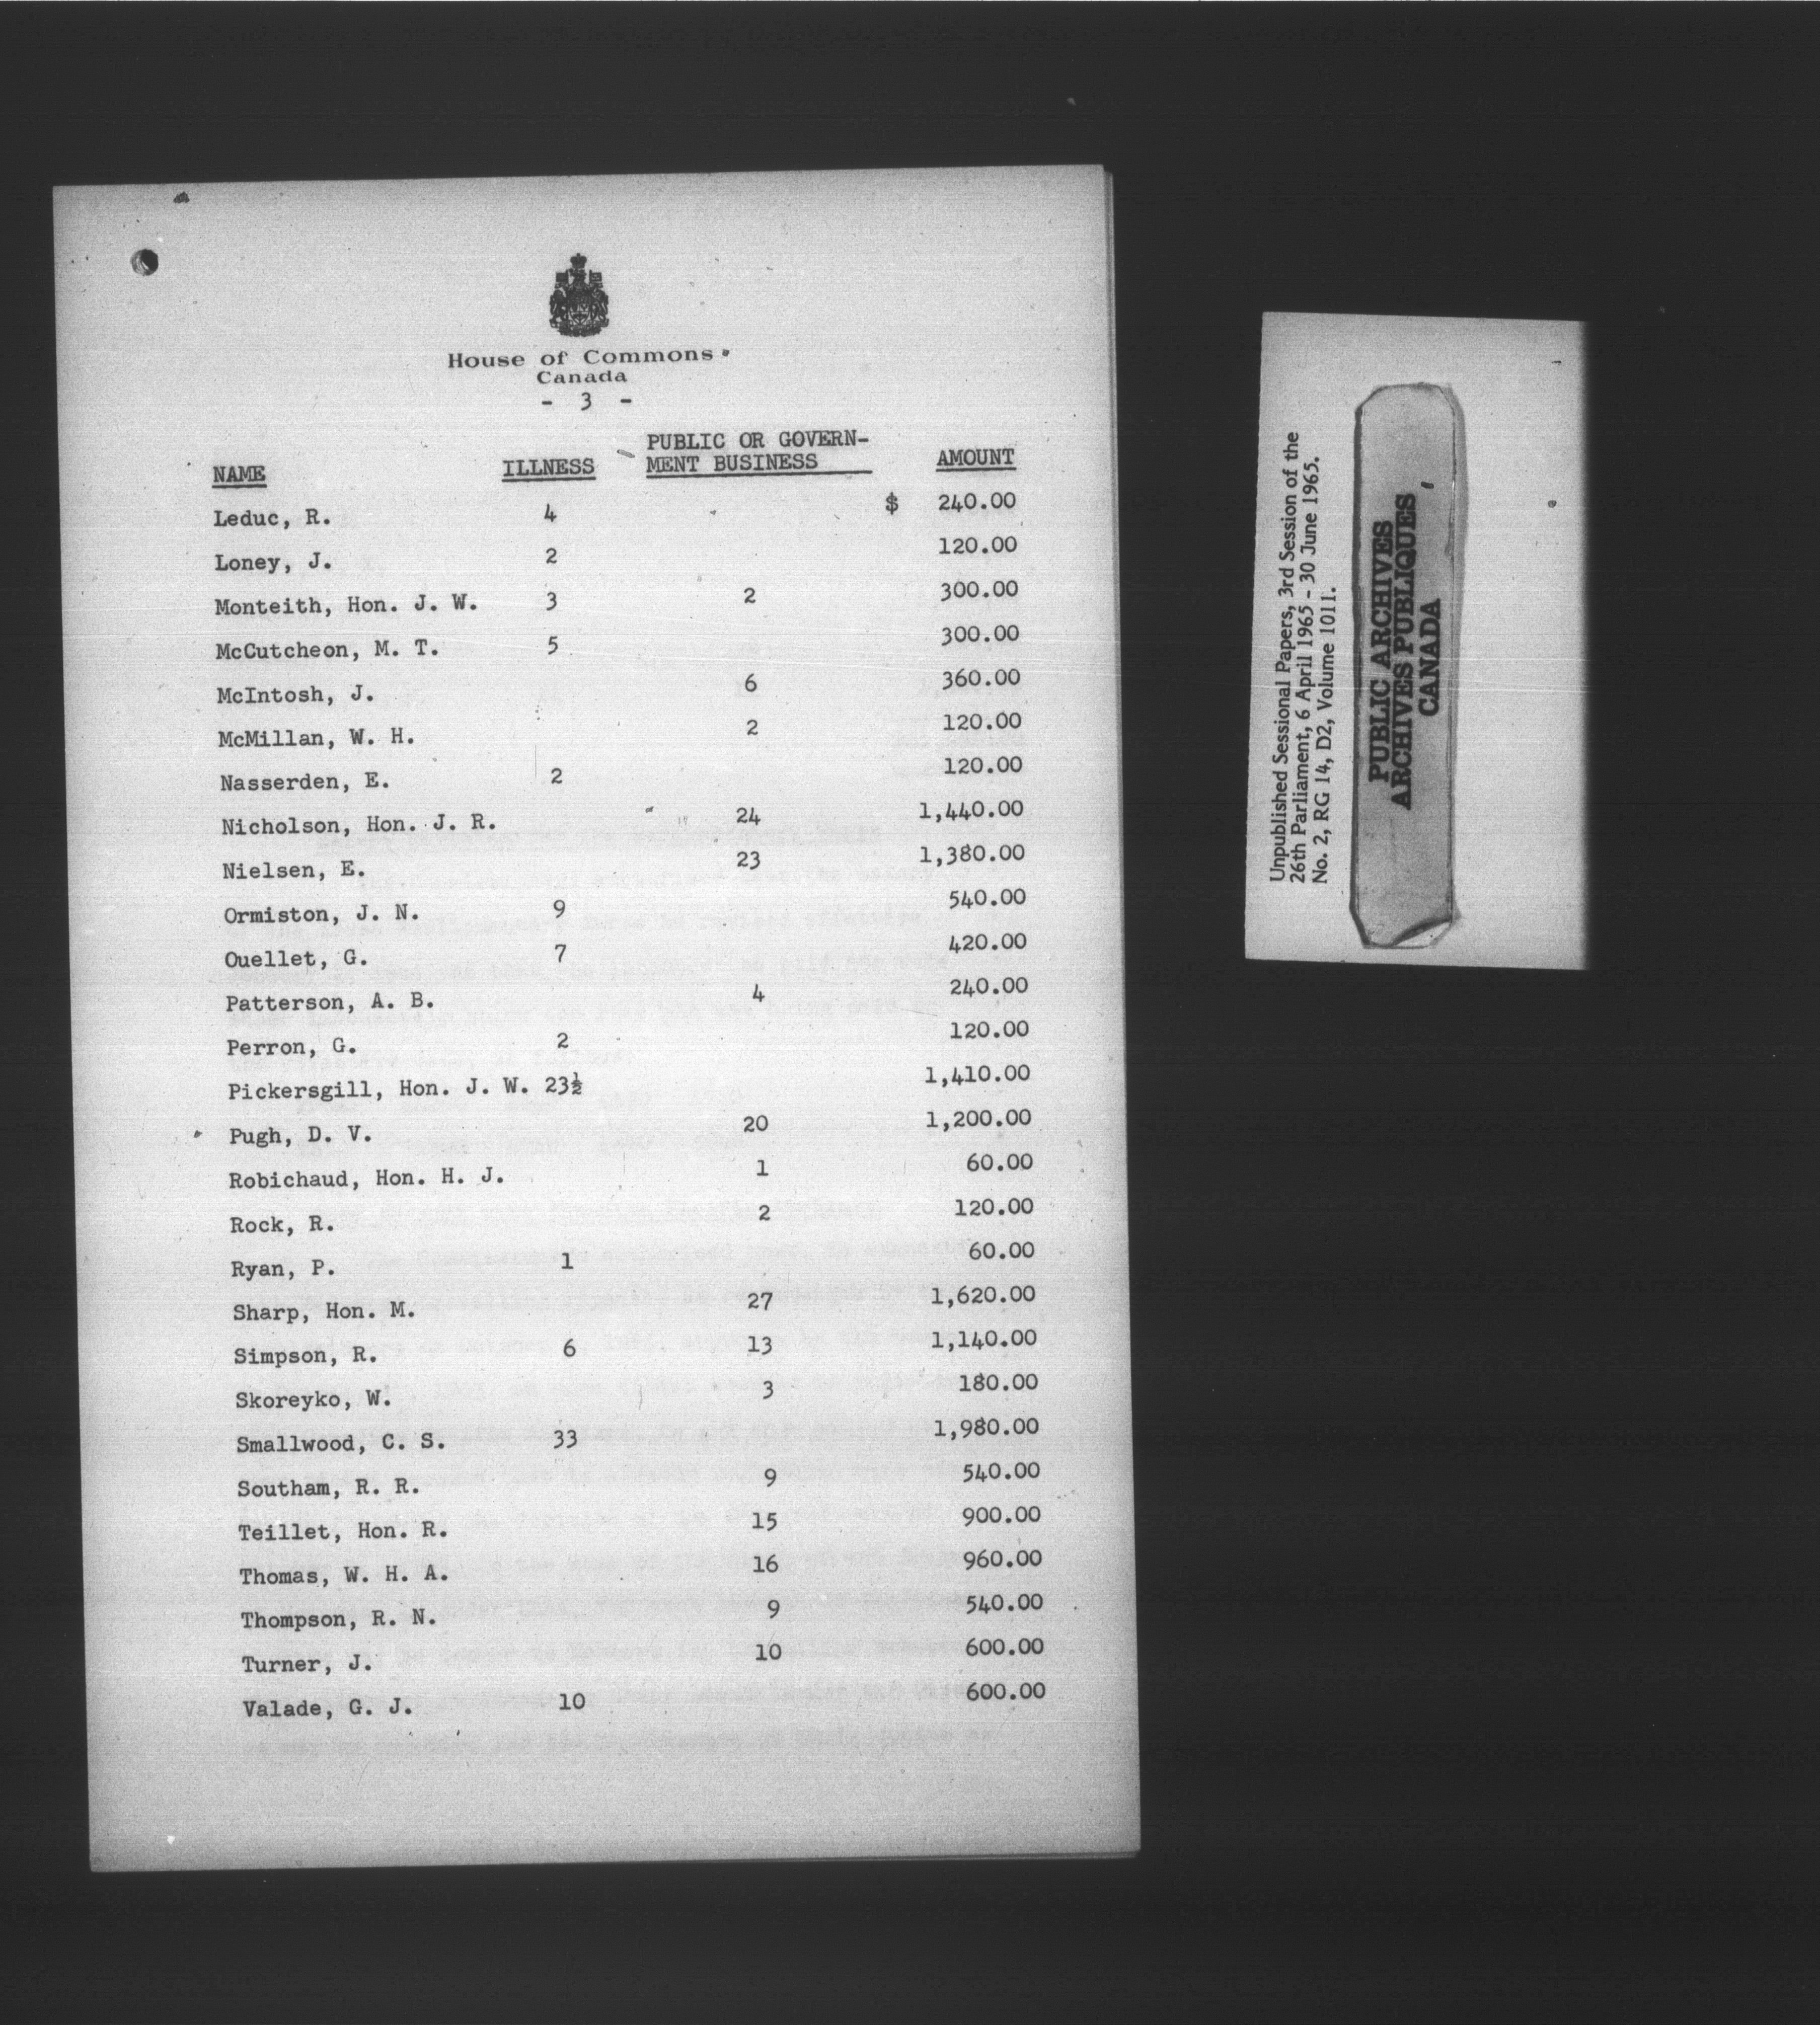 House of Commons
Canada
- 3 -
NAME ILLNESS PUBLIC OR GOVERN-
MENT BUSINESS AMOUNT
Leduc, R. 4 $ 240.00
Loney, J. 2 120.00
Monteith, Hon. J. W. 3 2 300.00
McCutcheon, M. T. 5 300.00
McIntosh, J. 6 360.00
McMillan, W. H. 2 120.00
Nasserden, E. 2 120.00
Nicholson, Hon. J. R. 24 1,440.00
Nielsen, E. 23 1,380.00
Ormiston, J. N. 9 540.00
Ouellet, G. 7 420.00
Patterson, A. B. 4 240.00
Perron, G. 2 120.00
Pickersgill, Hon. J. W. 23½ 1,410.00
Pugh, D. V. 20 1,200.00
Robichaud, Hon. H. J. 1 60.00
Rock, R. 2 120.00
Ryan, P. 1 60.00
Sharp, Hon. M. 27 1,620.00
Simpson, R. 6 13 1,140.00
Skoreyko, W. 3 180.00
Smallwood, C. S. 33 1,980.00
Southam, R. R. 9 540.00
Teillet, Hon. R. 15 900.00
Thomas, W. H. A. 16 960.00
Thompson, R. N. 9 540.00
Turner, J. 10 600.00
Valade, G. J. 10 600.00
Unpublished Sessional Papers, 3rd Session of the
26th Parliament, 6 April 1965 - 30 June 1965.
No. 2, RG 14, D2, Volume 1011.
PUBLIC ARCHIVES
ARCHIVES PUBLIQUES
CANADA